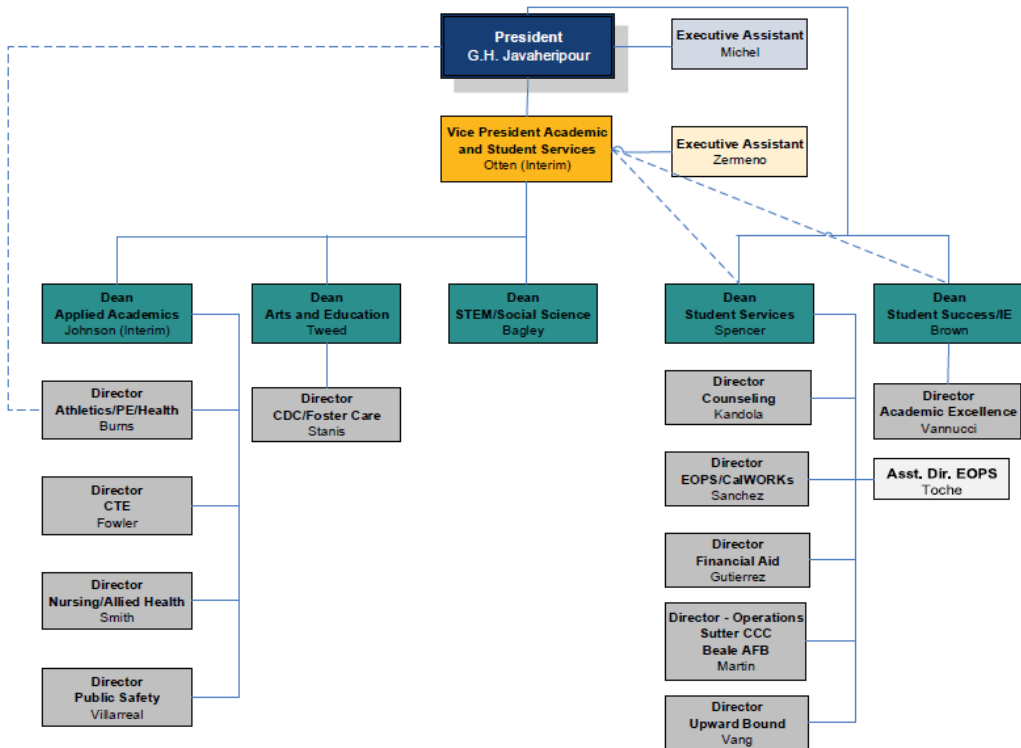 President
G.H. Javaheripour
Executive Assistant
Michel
Vice President Academic
and Student Services
Otten (Interim)
Executive Assistant
Zermeno
Dean
Applied Academics
Johnson (Interim)
Dean
Arts and Education
Tweed
Dean
STEM/Social Science
Bagley
Dean
Student Services
Spencer
Dean
Student Success/IE
Brown
Director
Athletics/PE/Health
Burns
Director
CDC/Foster Care
Stanis
Director
Counseling
Kandola
Director
Academic Excellence
Vannucci
Director
CTE
Fowler
Director
EOPS/CalWORKs
Sanchez
Asst. Dir. EOPS
Toche
Director
Nursing/Allied Health
Smith
Director
Financial Aid
Gutierrez
Director - Operations
Sutter CCC
Beale AFB
Martin
Director
Public Safety
Villarreal
Director
Upward Bound
Vang